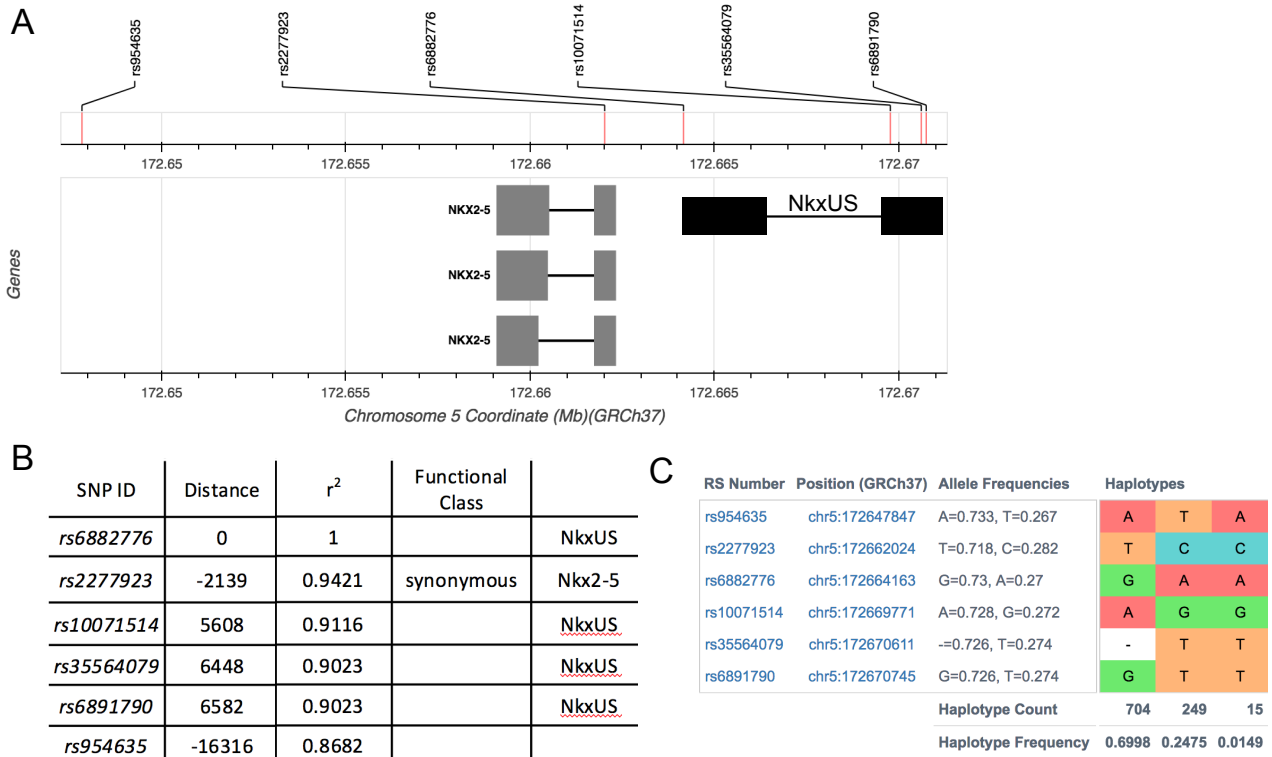 A
rs954635 rs2277923 rs6882776 rs10071514 rs35564079 rs6891790
172.65 172.655 172.66 172.665 172.67
NKX2-5 NkxUS
NKX2-5
NKX2-5
Genes
172.65 172.655 172.66 172.665 172.67
Chromosome 5 Coordinate (Mb)(GRCh37)
B
SNP ID Distance r² Functional Class
rs6882776 0 1 NkxUS
rs2277923 -2139 0.9421 synonymous Nkx2-5
rs10071514 5608 0.9116 NkxUS
rs35564079 6448 0.9023 NkxUS
rs6891790 6582 0.9023 NkxUS
rs954635 -16316 0.8682
C
RS Number Position (GRCh37) Allele Frequencies Haplotypes
rs954635 chr5:172647847 A=0.733, T=0.267 A T A
rs2277923 chr5:172662024 T=0.718, C=0.282 T C C
rs6882776 chr5:172664163 G=0.73, A=0.27 G A A
rs10071514 chr5:172669771 A=0.728, G=0.272 A G G
rs35564079 chr5:172670611 -=0.726, T=0.274 - T T
rs6891790 chr5:172670745 G=0.726, T=0.274 G T T
Haplotype Count 704 249 15
Haplotype Frequency 0.6998 0.2475 0.0149